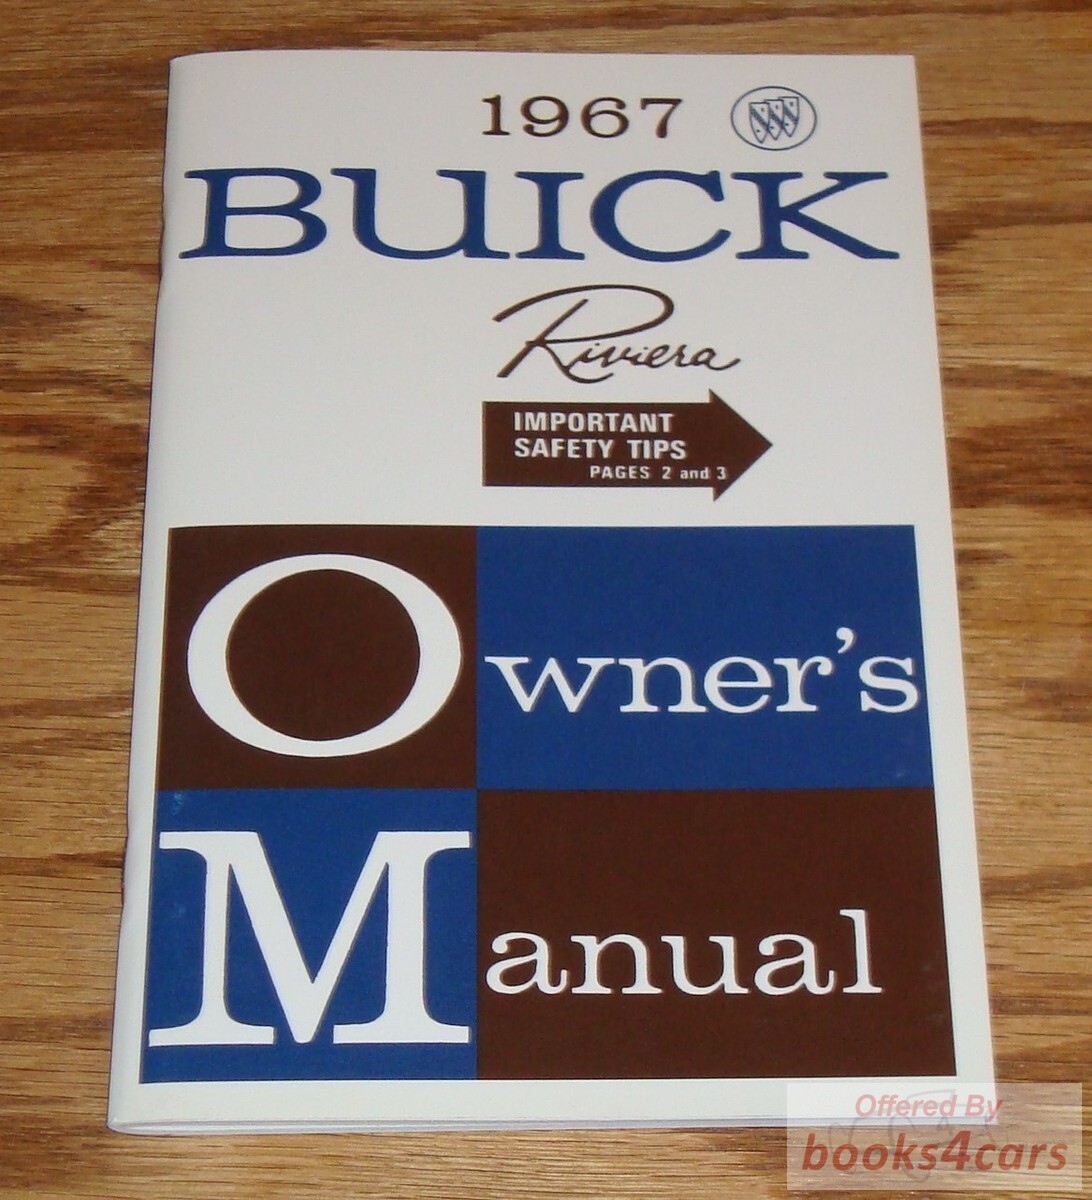 1967
BUICK
Riviera
IMPORTANT
SAFETY TIPS
PAGES 2 and 3
Owner's
Manual
Offered By
books4cars